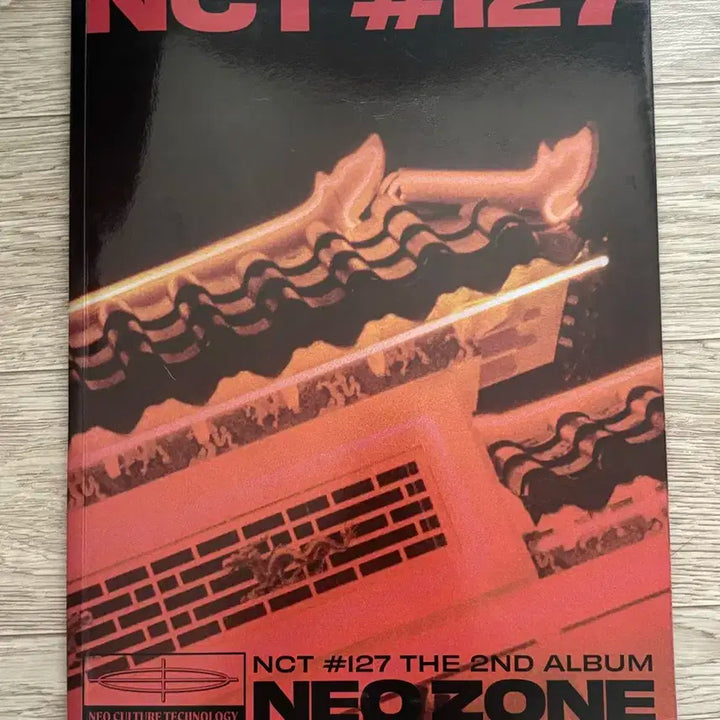 NCT #127
NCT #127 THE 2ND ALBUM
NEO ZONE
NEO CULTURE TECHNOLOGY